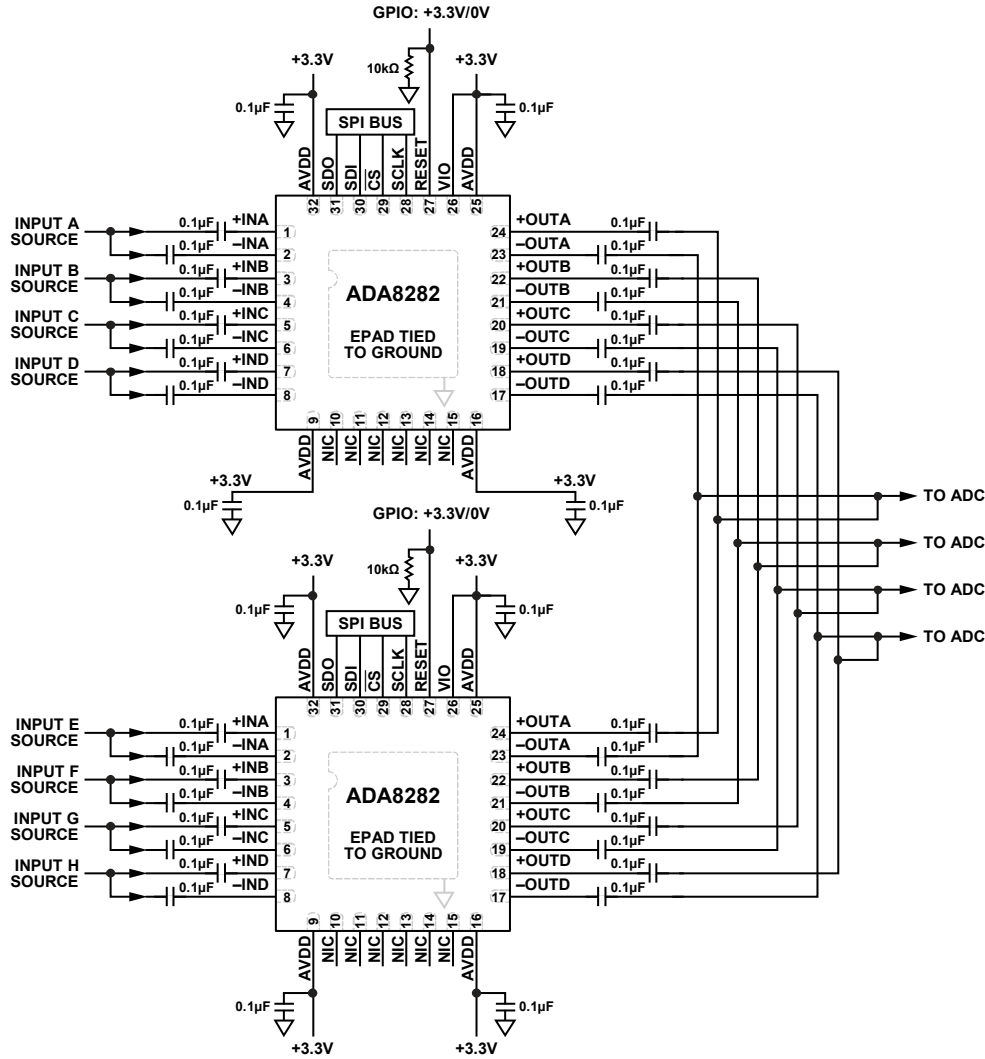 GPIO: +3.3V/0V
+3.3V
10kΩ
+3.3V
0.1µF
0.1µF
SPI BUS
AVDD
SDO
SDI
CS
SCLK
RESET
VIO
AVDD
32
31
30
29
28
27
26
25
INPUT A
SOURCE
0.1µF
+INA
1
0.1µF
–INA
2
INPUT B
SOURCE
0.1µF
+INB
3
0.1µF
–INB
4
INPUT C
SOURCE
0.1µF
+INC
5
0.1µF
–INC
6
INPUT D
SOURCE
0.1µF
+IND
7
0.1µF
–IND
8
ADA8282
EPAD TIED
TO GROUND
24
+OUTA
0.1µF
23
–OUTA
0.1µF
22
+OUTB
0.1µF
21
–OUTB
0.1µF
20
+OUTC
0.1µF
19
–OUTC
0.1µF
18
+OUTD
0.1µF
17
–OUTD
0.1µF
9
10
11
12
13
14
15
16
AVDD
NIC
NIC
NIC
NIC
NIC
NIC
AVDD
+3.3V
0.1µF
+3.3V
0.1µF
TO ADC
TO ADC
TO ADC
TO ADC
GPIO: +3.3V/0V
+3.3V
10kΩ
+3.3V
0.1µF
0.1µF
SPI BUS
AVDD
SDO
SDI
CS
SCLK
RESET
VIO
AVDD
32
31
30
29
28
27
26
25
INPUT E
SOURCE
0.1µF
+INA
1
0.1µF
–INA
2
INPUT F
SOURCE
0.1µF
+INB
3
0.1µF
–INB
4
INPUT G
SOURCE
0.1µF
+INC
5
0.1µF
–INC
6
INPUT H
SOURCE
0.1µF
+IND
7
0.1µF
–IND
8
ADA8282
EPAD TIED
TO GROUND
24
+OUTA
0.1µF
23
–OUTA
0.1µF
22
+OUTB
0.1µF
21
–OUTB
0.1µF
20
+OUTC
0.1µF
19
–OUTC
0.1µF
18
+OUTD
0.1µF
17
–OUTD
0.1µF
9
10
11
12
13
14
15
16
AVDD
NIC
NIC
NIC
NIC
NIC
NIC
AVDD
0.1µF
0.1µF
+3.3V
+3.3V